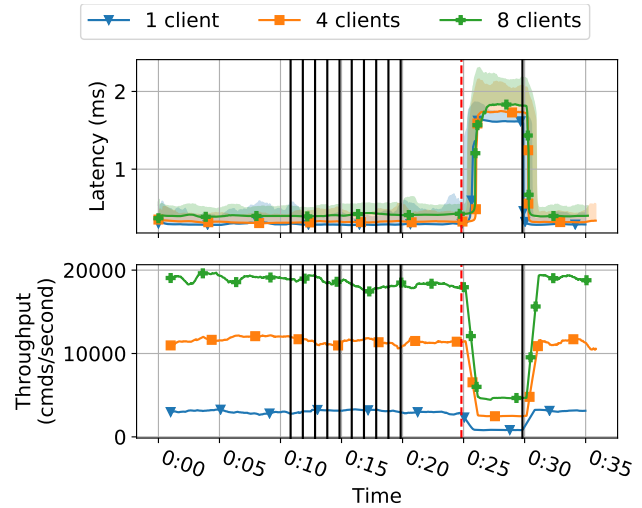 1 client 4 clients 8 clients
Latency (ms)
2
1
Throughput
(cmds/second)
20000
10000
0
0:00 0:05 0:10 0:15 0:20 0:25 0:30 0:35
Time